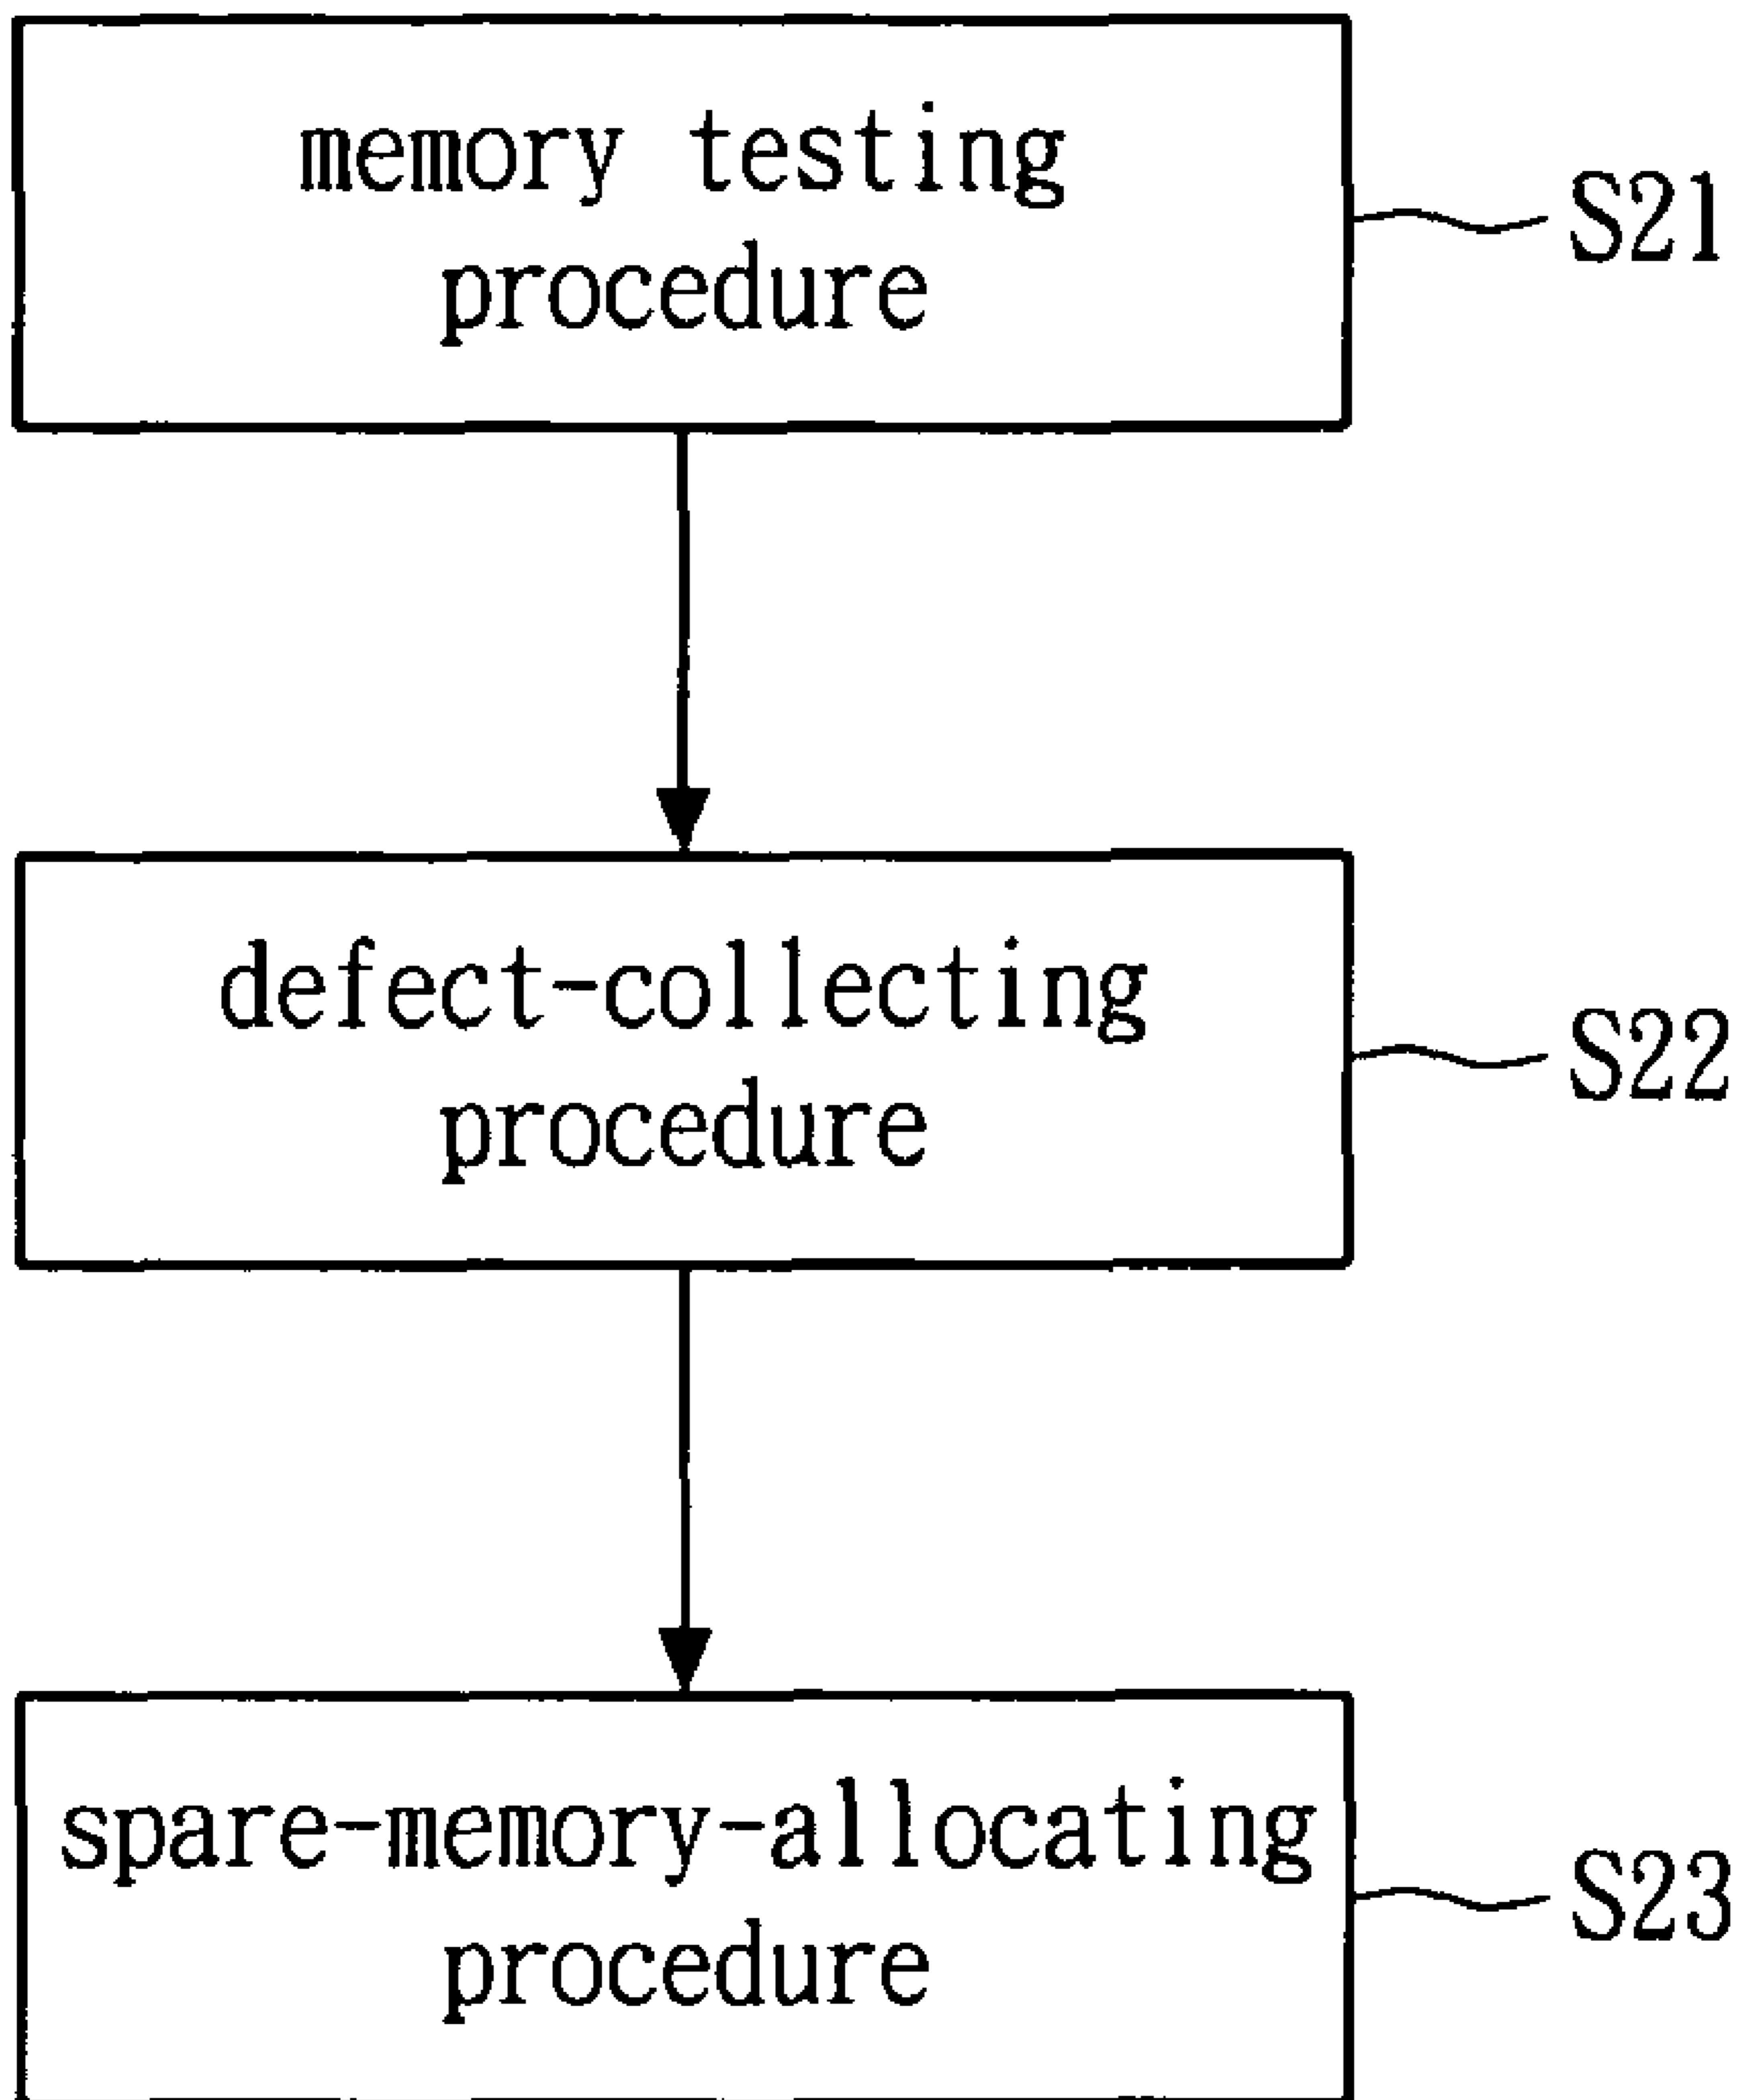 memory testing
procedure
S21
defect-collecting
procedure
S22
spare-memory-allocating
procedure
S23